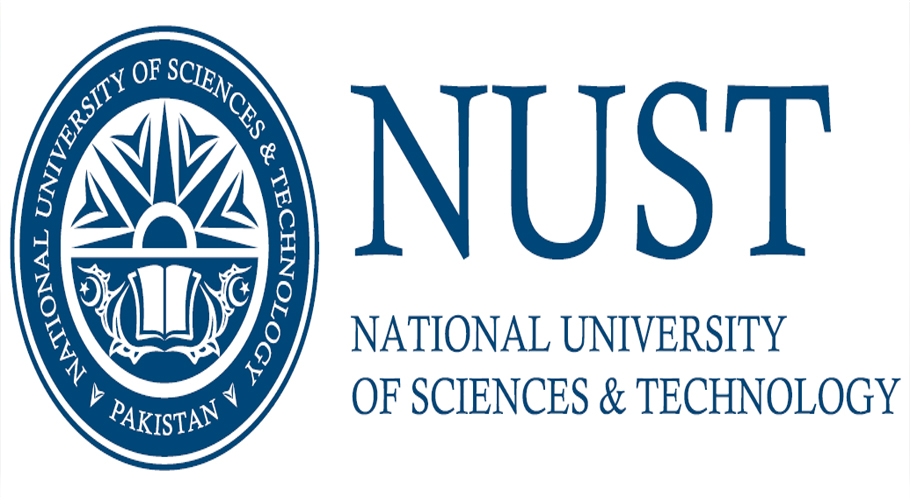 NATIONAL UNIVERSITY OF SCIENCES & TECHNOLOGY
PAKISTAN
NUST
NATIONAL UNIVERSITY
OF SCIENCES & TECHNOLOGY